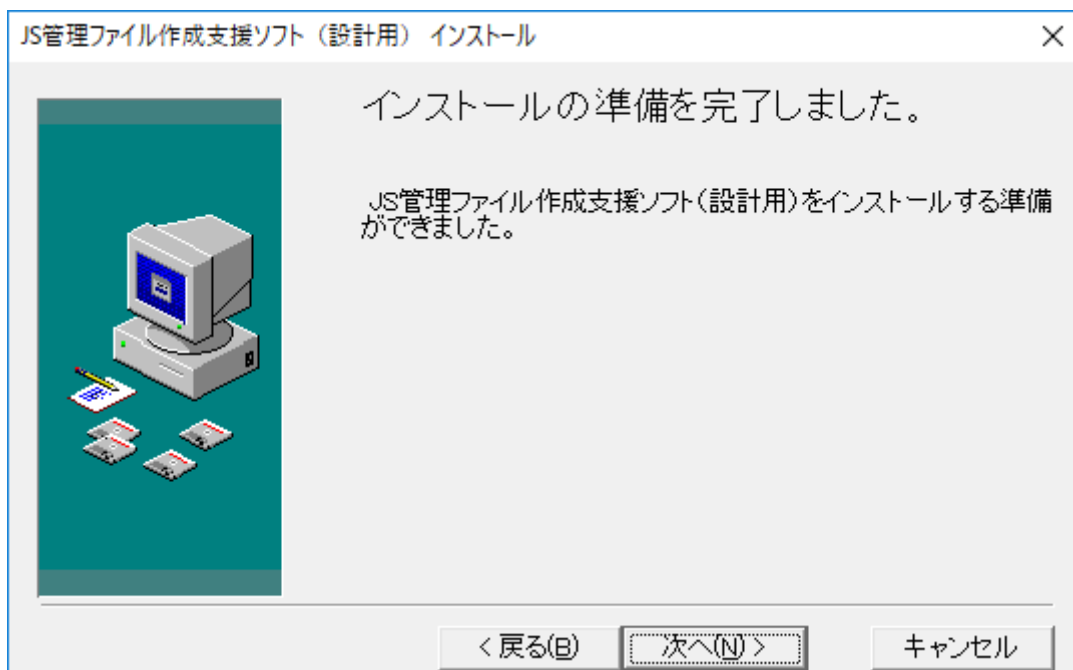 JS管理ファイル作成支援ソフト（設計用） インストール
インストールの準備を完了しました。
JS管理ファイル作成支援ソフト(設計用)をインストールする準備
ができました。
< 戻る(B)
次へ(N) >
キャンセル